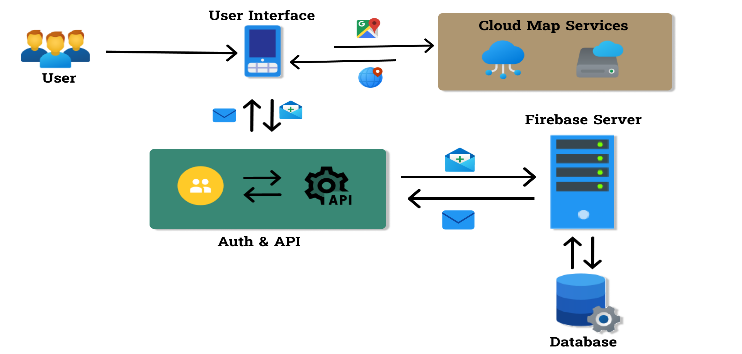 User Interface
Cloud Map Services
User
Firebase Server
API
Auth & API
Database